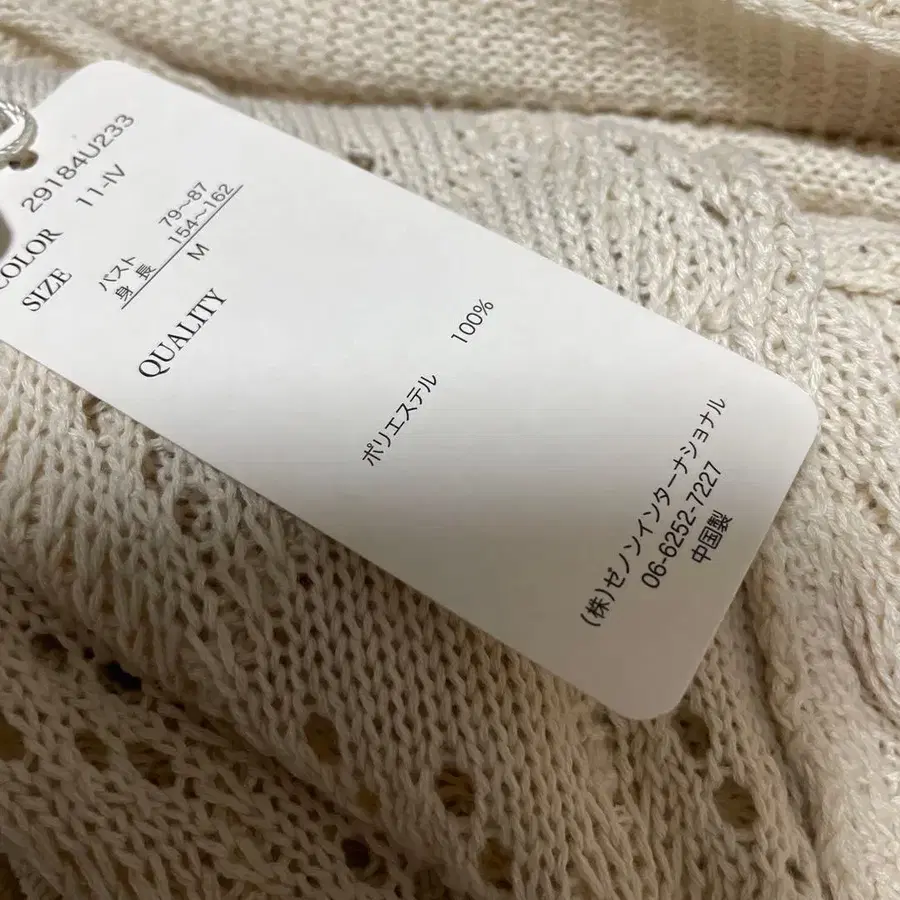 29184U233
COLOR 11-IV
SIZE バスト 79～87
身長 154～162
M
QUALITY
ポリエステル 100%
(株)ゼノンインターナショナル
06-6252-7227
中国製